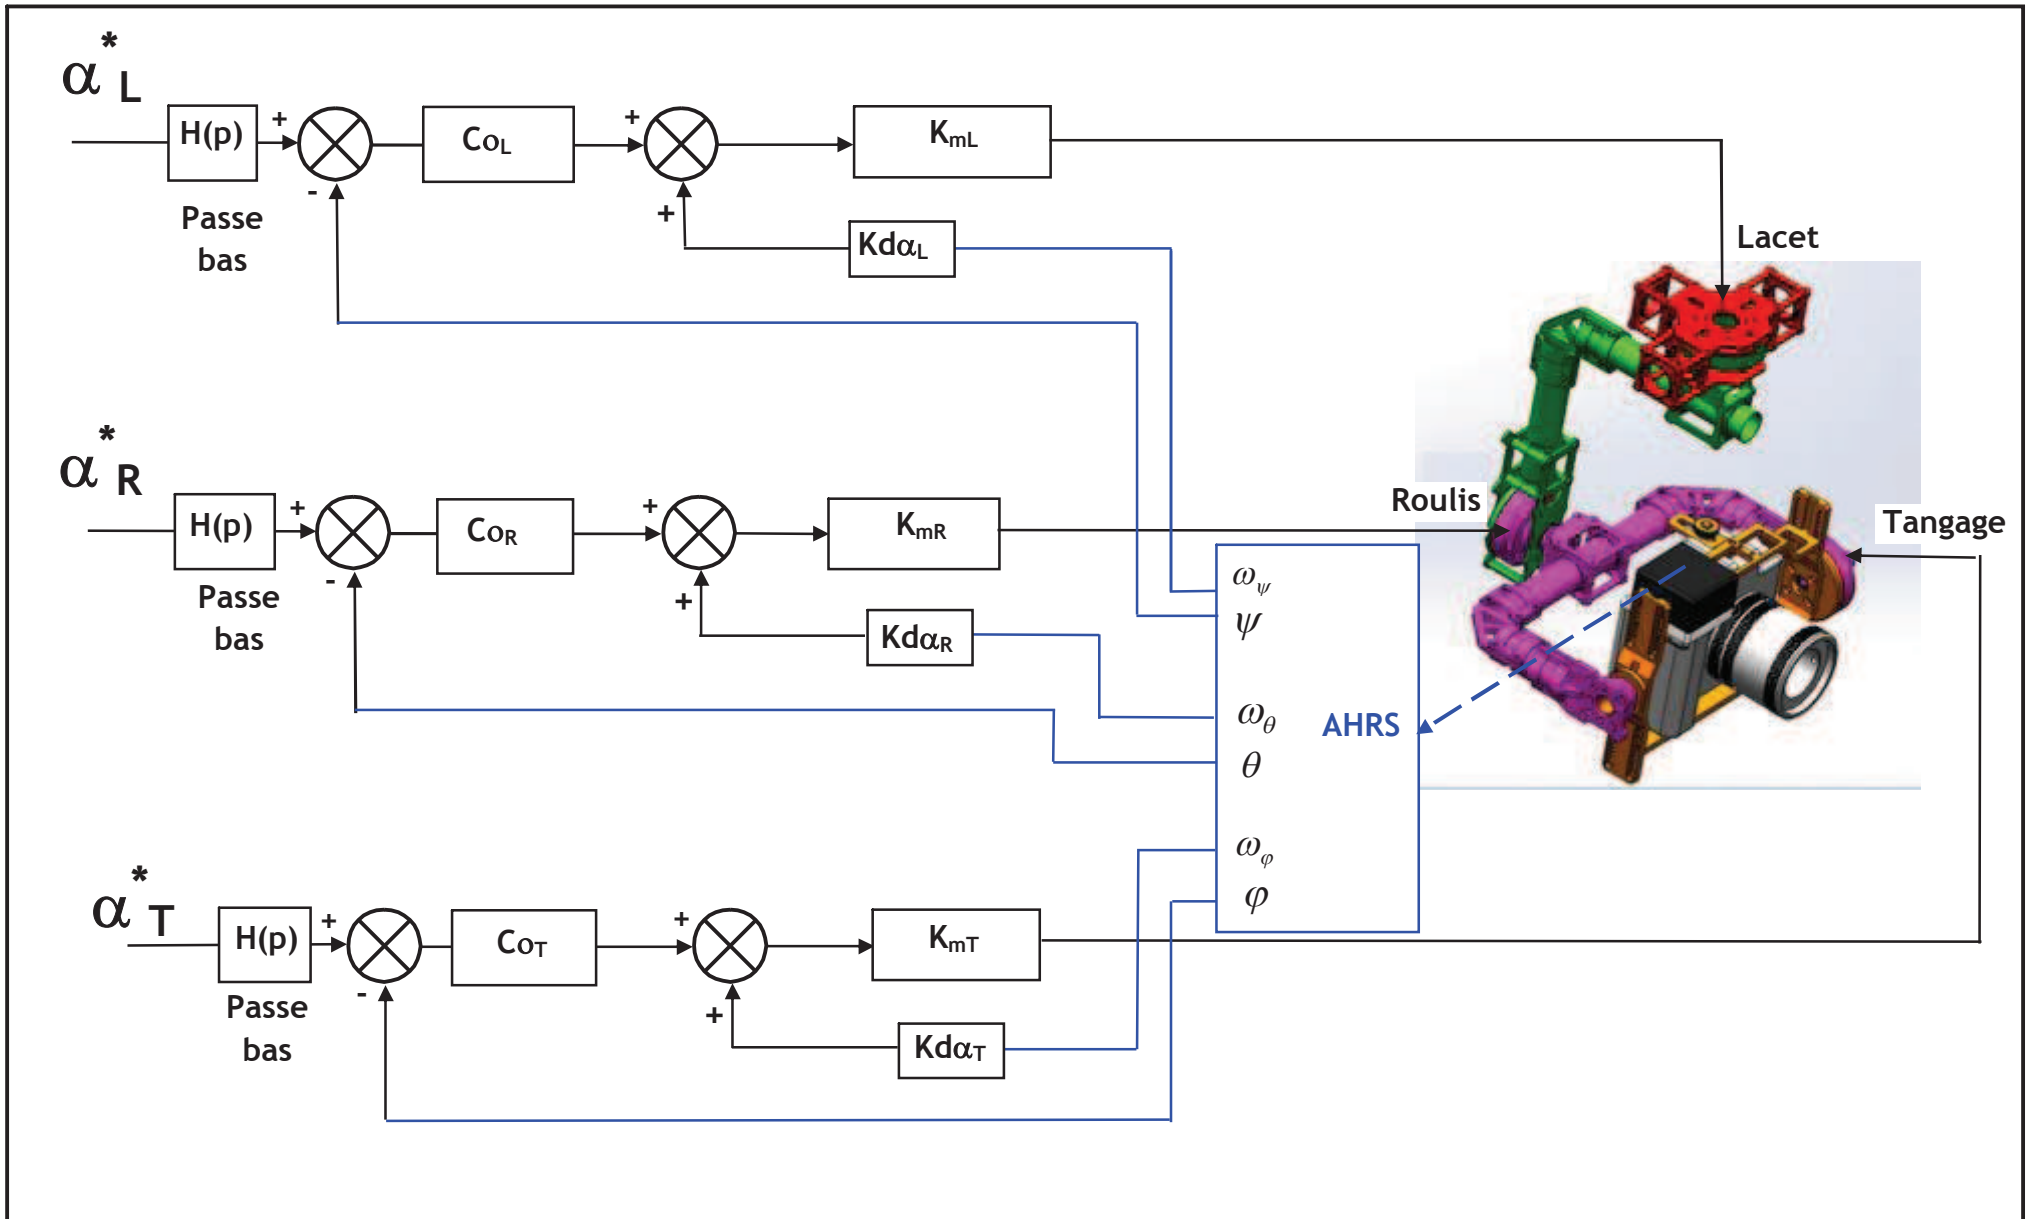 α*L
H(p)
+
-
CoL
+
+
KmL
Passe
bas
KdαL
Lacet
α*R
H(p)
+
-
CoR
+
+
KmR
Passe
bas
KdαR
Roulis
Tangage
ωψ
ψ
ωθ
θ
AHRS
ωφ
φ
α*T
H(p)
+
-
CoT
+
+
KmT
Passe
bas
KdαT